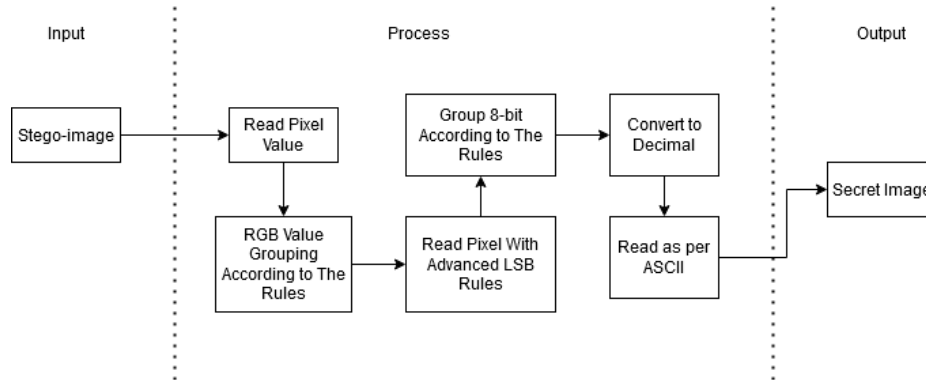 Input
Process
Output
Stego-image
Read Pixel
Value
RGB Value
Grouping
According to The
Rules
Read Pixel With
Advanced LSB
Rules
Group 8-bit
According to The
Rules
Convert to
Decimal
Read as per
ASCII
Secret Image